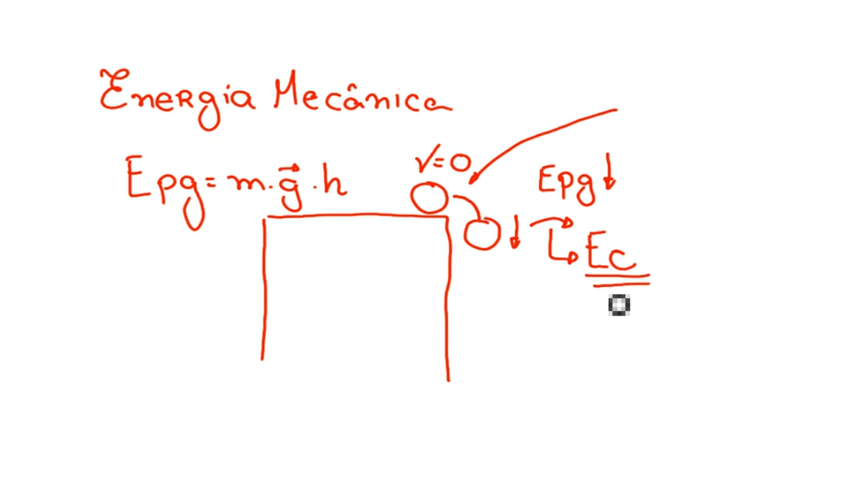 Energia Mecânica
V=0
Epg = m.g⃗.h
Epg↓
Ec